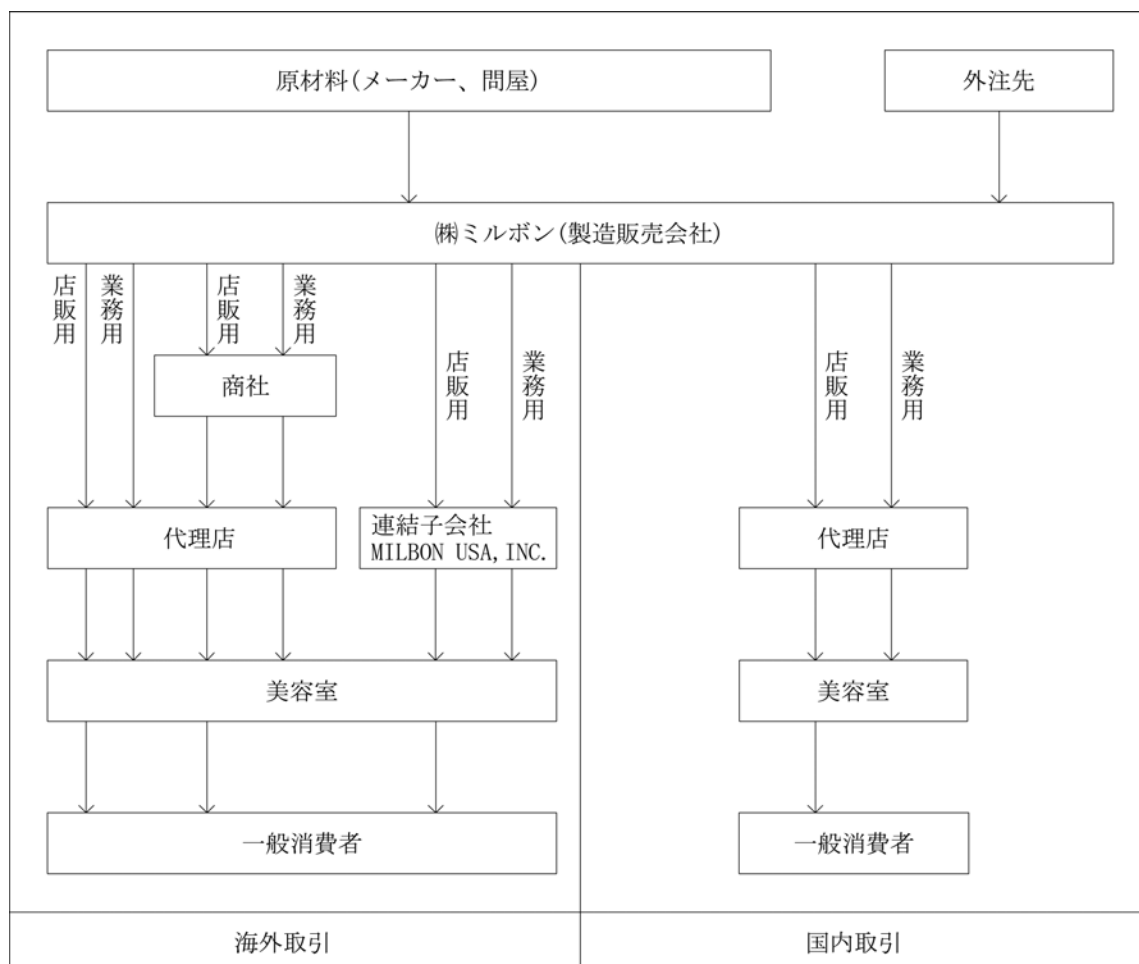 原材料(メーカー、問屋)
外注先
㈱ミルボン(製造販売会社)
店販用
業務用
店販用
業務用
店販用
業務用
店販用
業務用
商社
代理店
連結子会社
MILBON USA, INC.
代理店
美容室
美容室
一般消費者
一般消費者
海外取引
国内取引